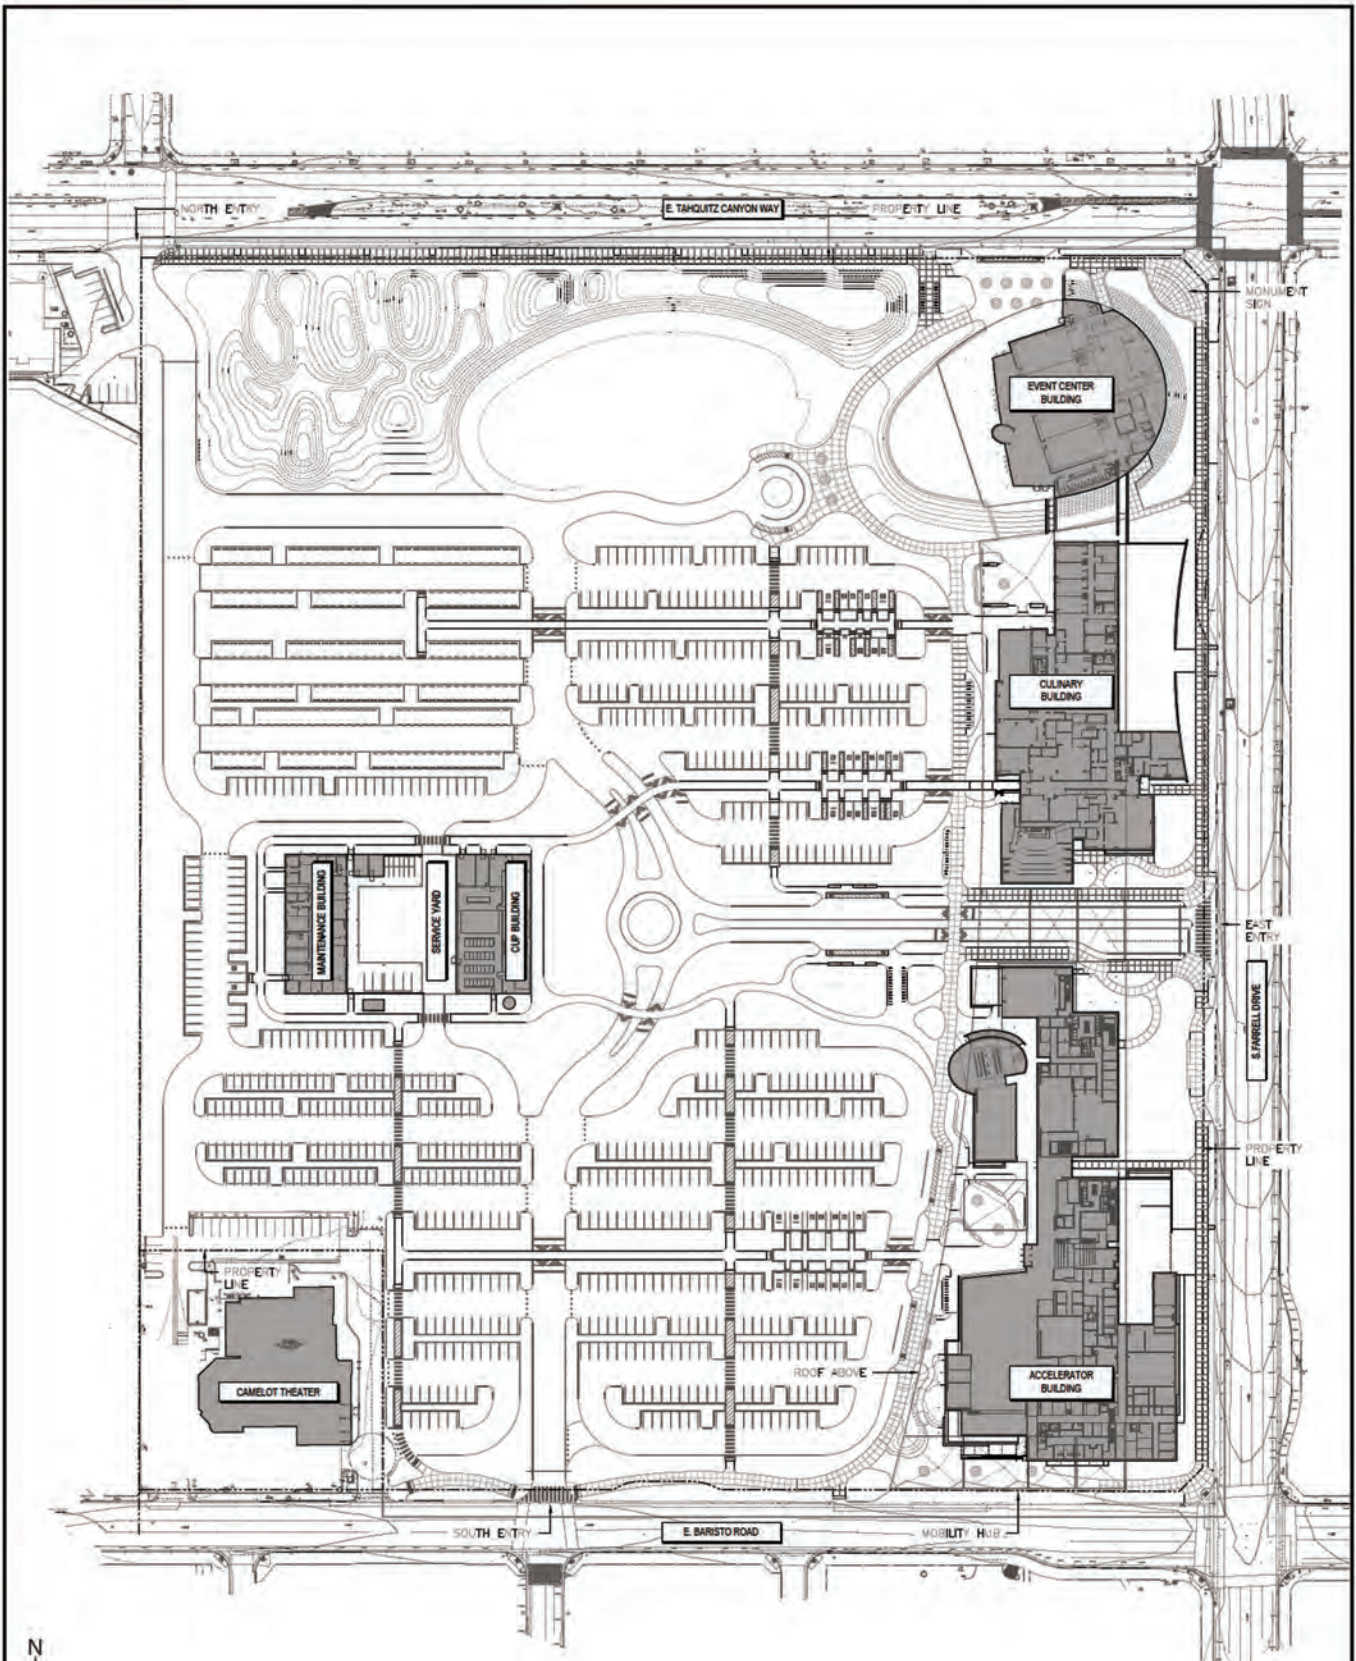 NORTH ENTRY
E. TAHQUITZ CANYON WAY
PROPERTY LINE
MONUMENT
SIGN
EVENT CENTER
BUILDING
CULINARY
BUILDING
MAINTENANCE BUILDING
SERVICE YARD
CUP BUILDING
EAST
ENTRY
S.FARRELL DRIVE
PROPERTY
LINE
PROPERTY
LINE
ROOF ABOVE
CAMELOT THEATER
ACCELERATOR
BUILDING
SOUTH ENTRY
E. BARISTO ROAD
MOBILITY HUB
N